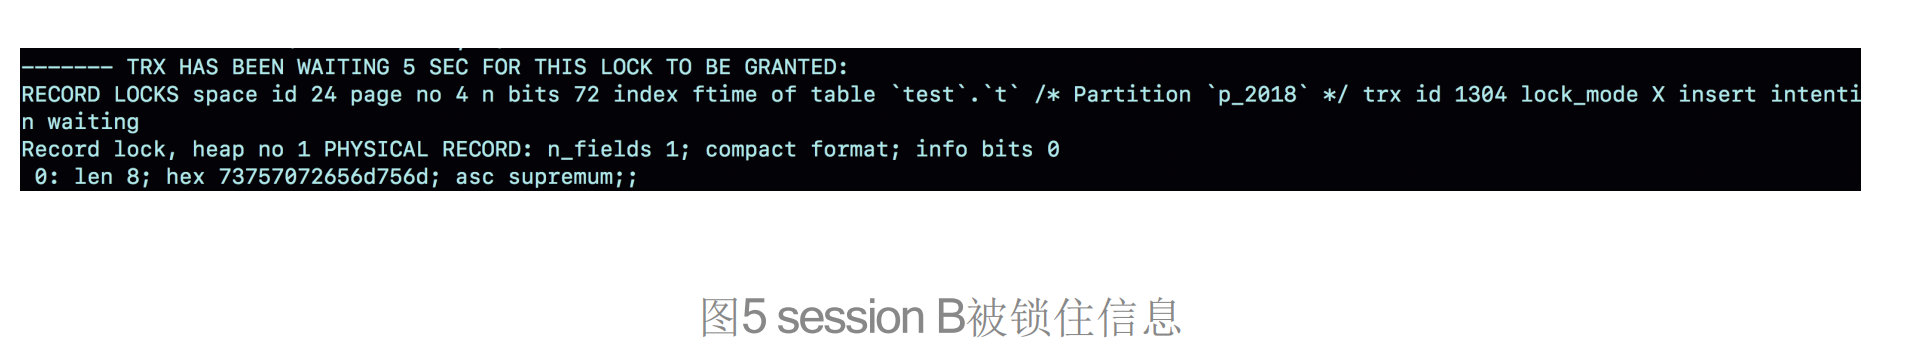 ------- TRX HAS BEEN WAITING 5 SEC FOR THIS LOCK TO BE GRANTED:
RECORD LOCKS space id 24 page no 4 n bits 72 index ftime of table `test`.`t` /* Partition `p_2018` */ trx id 1304 lock_mode X insert intenti
n waiting
Record lock, heap no 1 PHYSICAL RECORD: n_fields 1; compact format; info bits 0
 0: len 8; hex 73757072656d756d; asc supremum;;
图5 session B被锁住信息